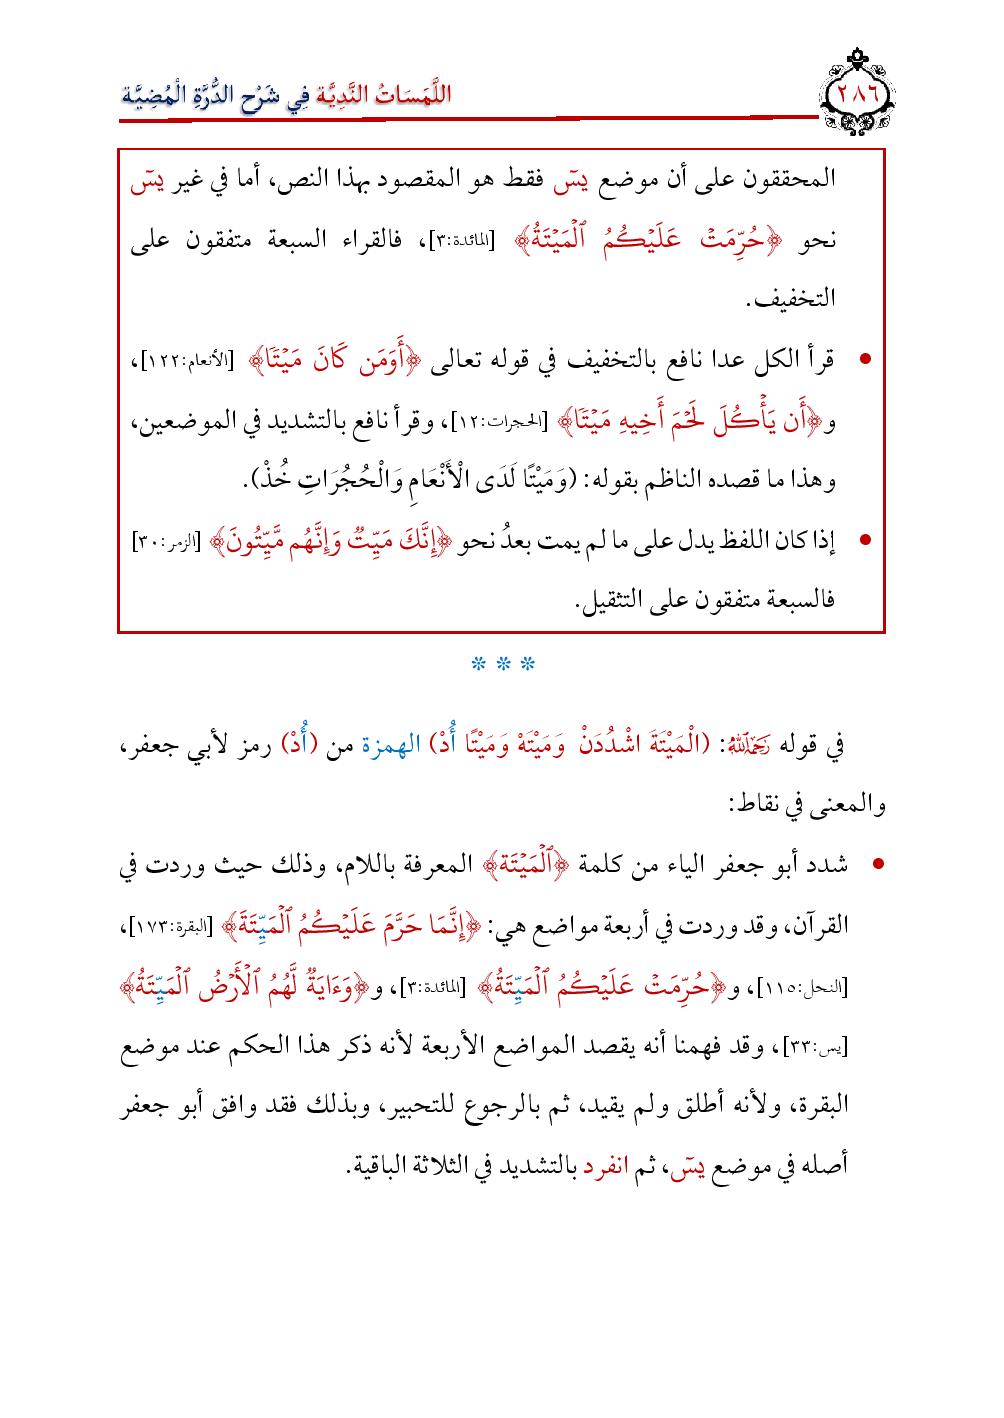 ٢٨٦
اللَّمَسَاتُ النَّدِيَّة فِي شَرْحِ الدُّرَّةِ الْمُضِيَّة
المحققون على أن موضع يسٓ فقط هو المقصود بهذا النص، أما في غير يسٓ
نحو ﴿حُرِّمَتۡ عَلَيۡكُمُ ٱلۡمَيۡتَةُ﴾ [المائدة:٣]، فالقراء السبعة متفقون على
التخفيف.
• قرأ الكل عدا نافع بالتخفيف في قوله تعالى ﴿أَوَمَن كَانَ مَيۡتٗا﴾ [الأنعام:١٢٢]،
و﴿أَن يَأۡكُلَ لَحۡمَ أَخِيهِ مَيۡتٗا﴾ [الحجرات:١٢]، وقرأ نافع بالتشديد في الموضعين،
وهذا ما قصده الناظم بقوله: (وَمَيْتًا لَدَى الْأَنْعَامِ وَالْحُجُرَاتِ خُذْ).
• إذا كان اللفظ يدل على ما لم يمت بعدُ نحو ﴿إِنَّكَ مَيِّتٞ وَإِنَّهُم مَّيِّتُونَ﴾ [الزمر:٣٠]
فالسبعة متفقون على التثقيل.
* * *
في قوله رَحِمَهُ اللَّهُ: (الْمَيْتَةَ اشْدُدَنْ وَمَيْتَهْ وَمَيْتًا أُدْ) الهمزة من (أُدْ) رمز لأبي جعفر،
والمعنى في نقاط:
• شدد أبو جعفر الياء من كلمة ﴿ٱلۡمَيۡتَة﴾ المعرفة باللام، وذلك حيث وردت في
القرآن، وقد وردت في أربعة مواضع هي: ﴿إِنَّمَا حَرَّمَ عَلَيۡكُمُ ٱلۡمَيِّتَةَ﴾ [البقرة:١٧٣]،
[النحل:١١٥]، و﴿حُرِّمَتۡ عَلَيۡكُمُ ٱلۡمَيِّتَةُ﴾ [المائدة:٣]، و﴿وَءَايَةٞ لَّهُمُ ٱلۡأَرۡضُ ٱلۡمَيِّتَةُ﴾
[يس:٣٣]، وقد فهمنا أنه يقصد المواضع الأربعة لأنه ذكر هذا الحكم عند موضع
البقرة، ولأنه أطلق ولم يقيد، ثم بالرجوع للتحبير، وبذلك فقد وافق أبو جعفر
أصله في موضع يسٓ، ثم انفرد بالتشديد في الثلاثة الباقية.